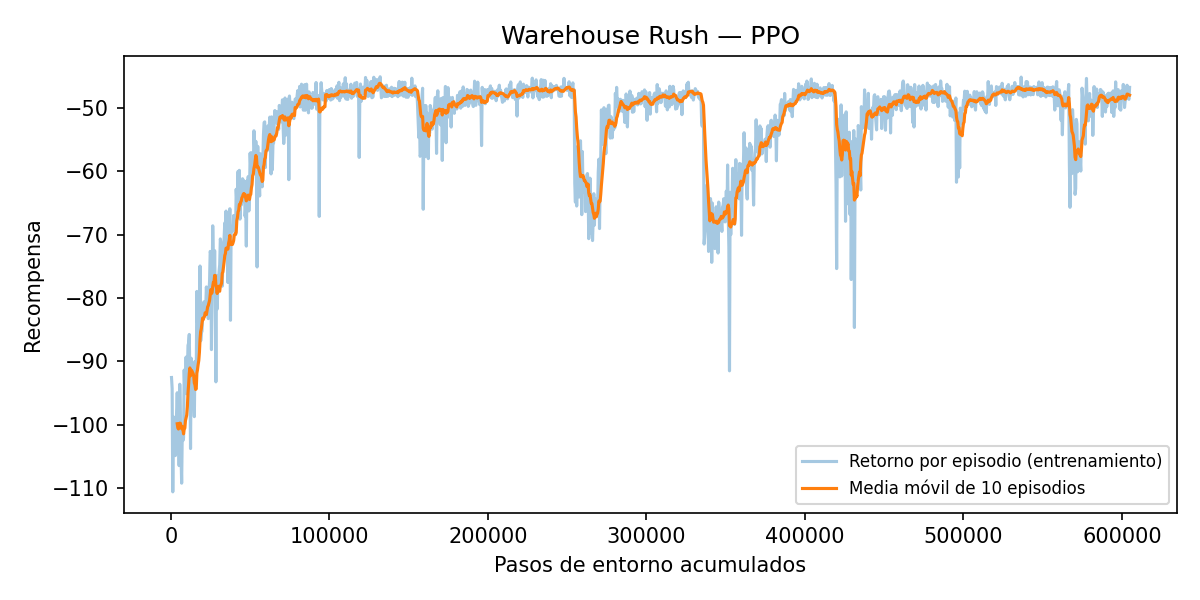 Warehouse Rush — PPO
Recompensa
−50
−60
−70
−80
−90
−100
−110
Retorno por episodio (entrenamiento)
Media móvil de 10 episodios
0 100000 200000 300000 400000 500000 600000
Pasos de entorno acumulados